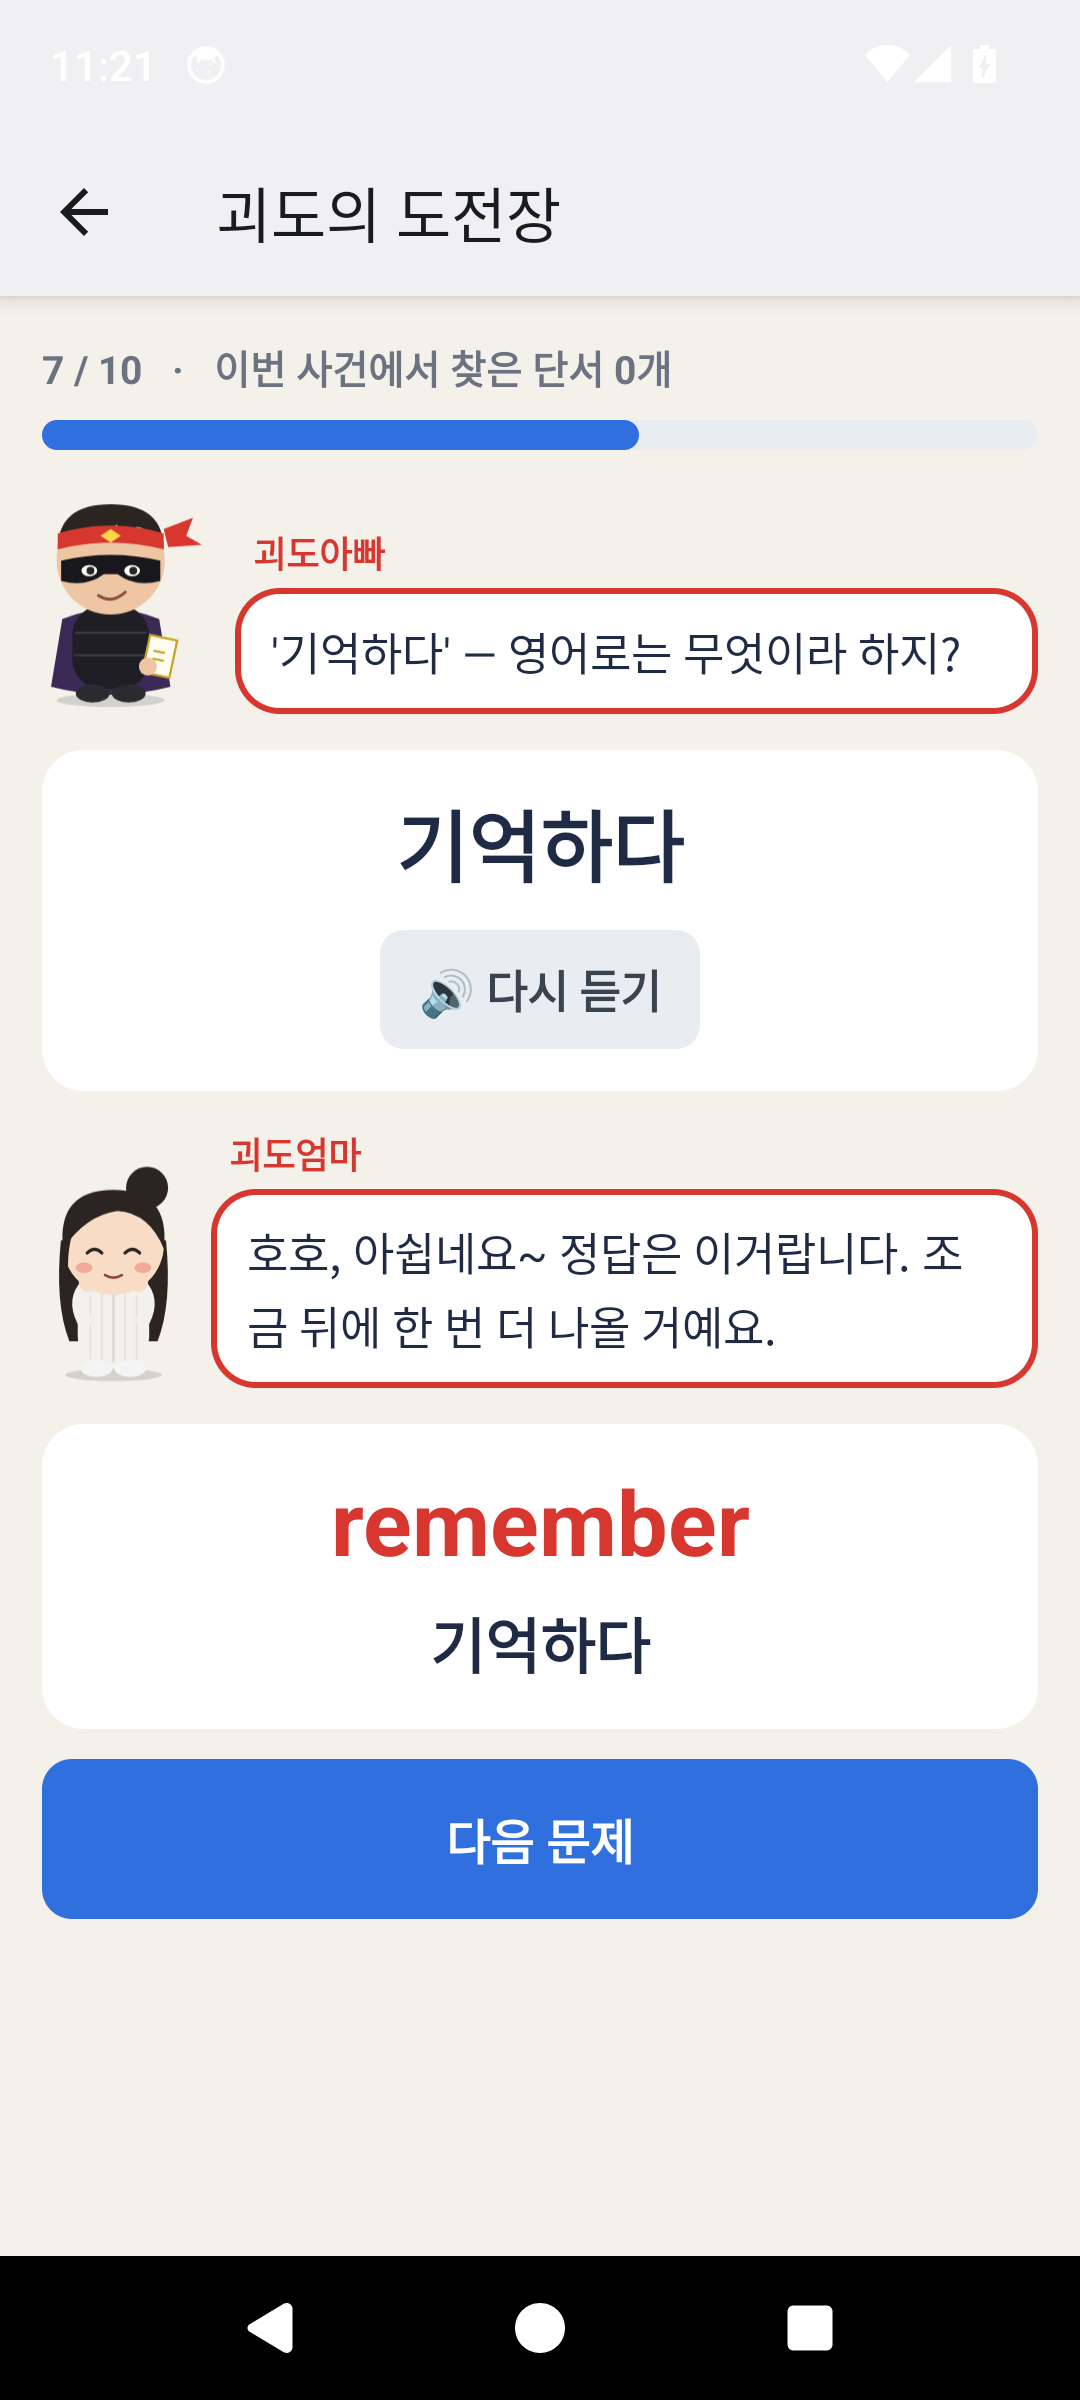 11:21
괴도의 도전장
7 / 10 · 이번 사건에서 찾은 단서 0개
괴도아빠
'기억하다' — 영어로는 무엇이라 하지?
기억하다
🔊 다시 듣기
괴도엄마
호호, 아쉽네요~ 정답은 이거랍니다. 조
금 뒤에 한 번 더 나올 거예요.
remember
기억하다
다음 문제